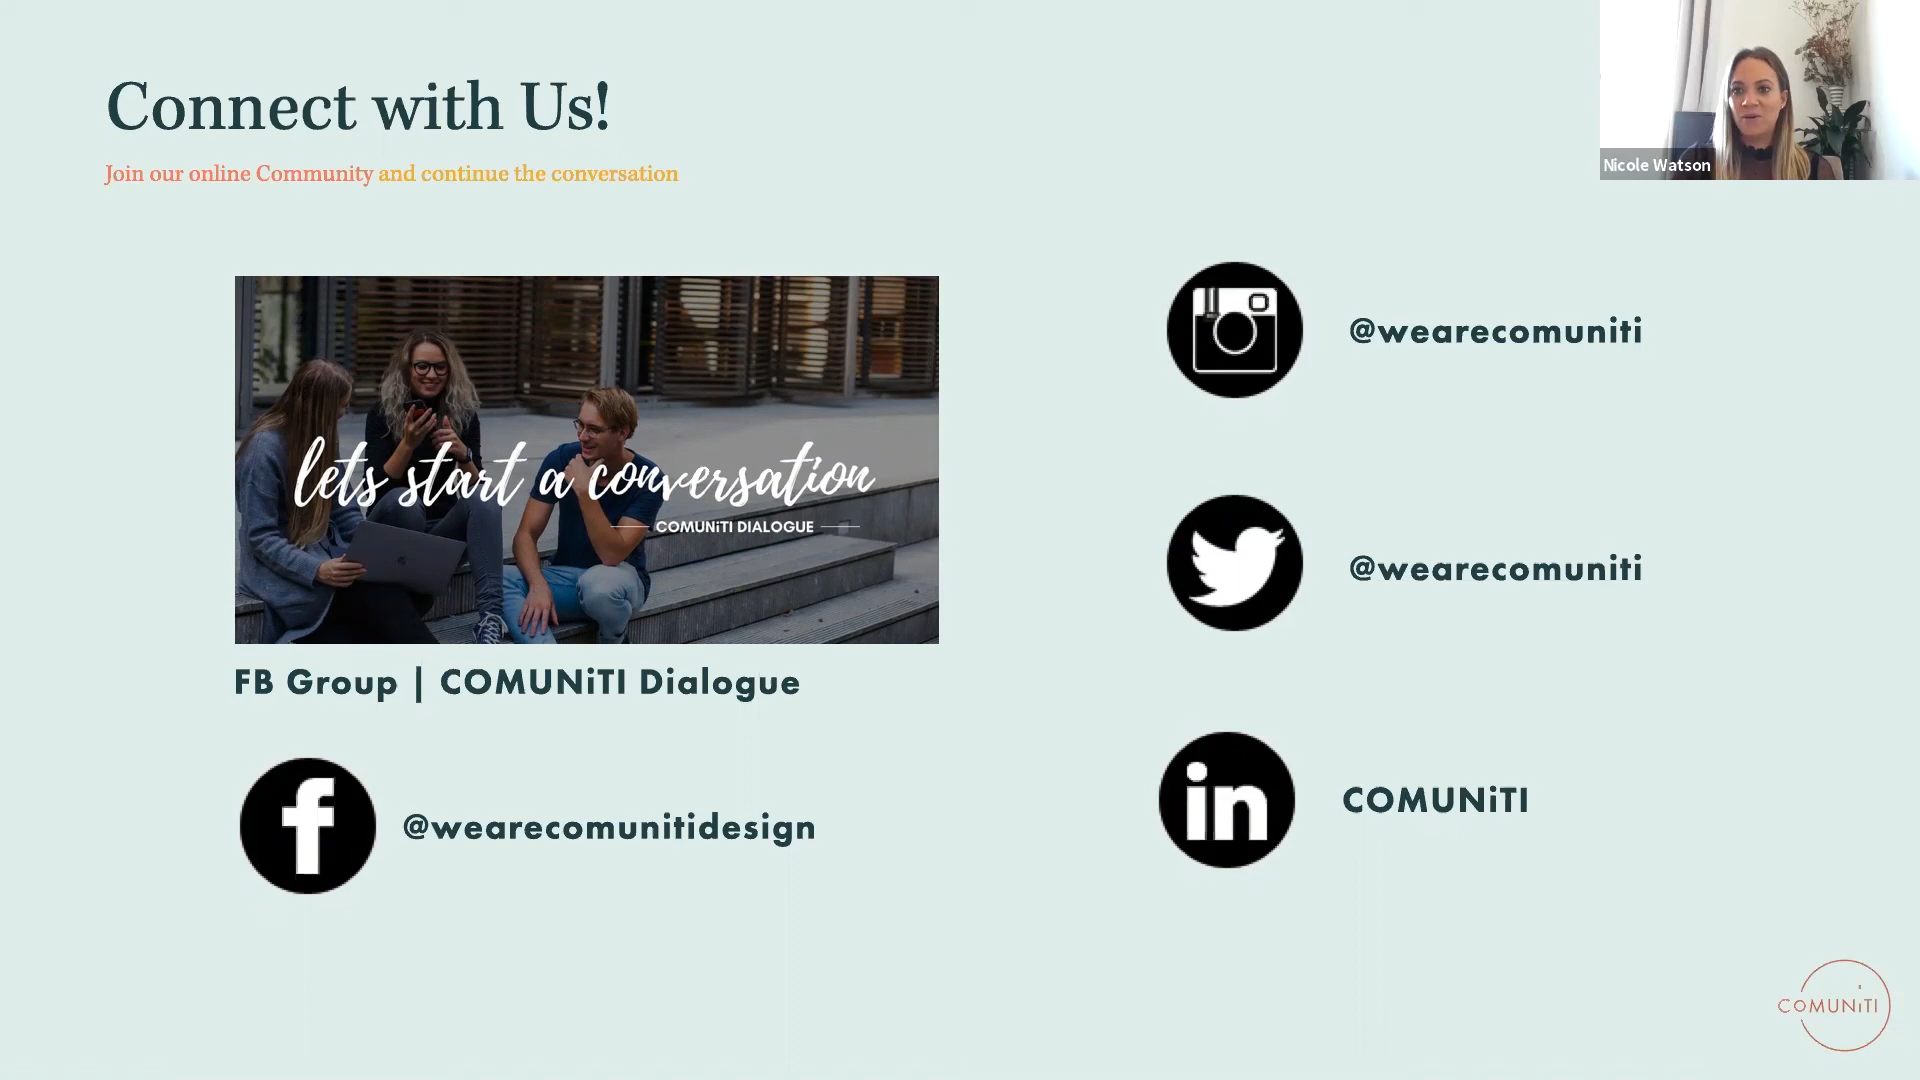 Connect with Us!
Join our online Community and continue the conversation
Nicole Watson
lets start a conversation
COMUNiTI DIALOGUE
FB Group | COMUNiTI Dialogue
f
@wearecomunitidesign
@wearecomuniti
@wearecomuniti
in
COMUNiTI
COMUNiTI